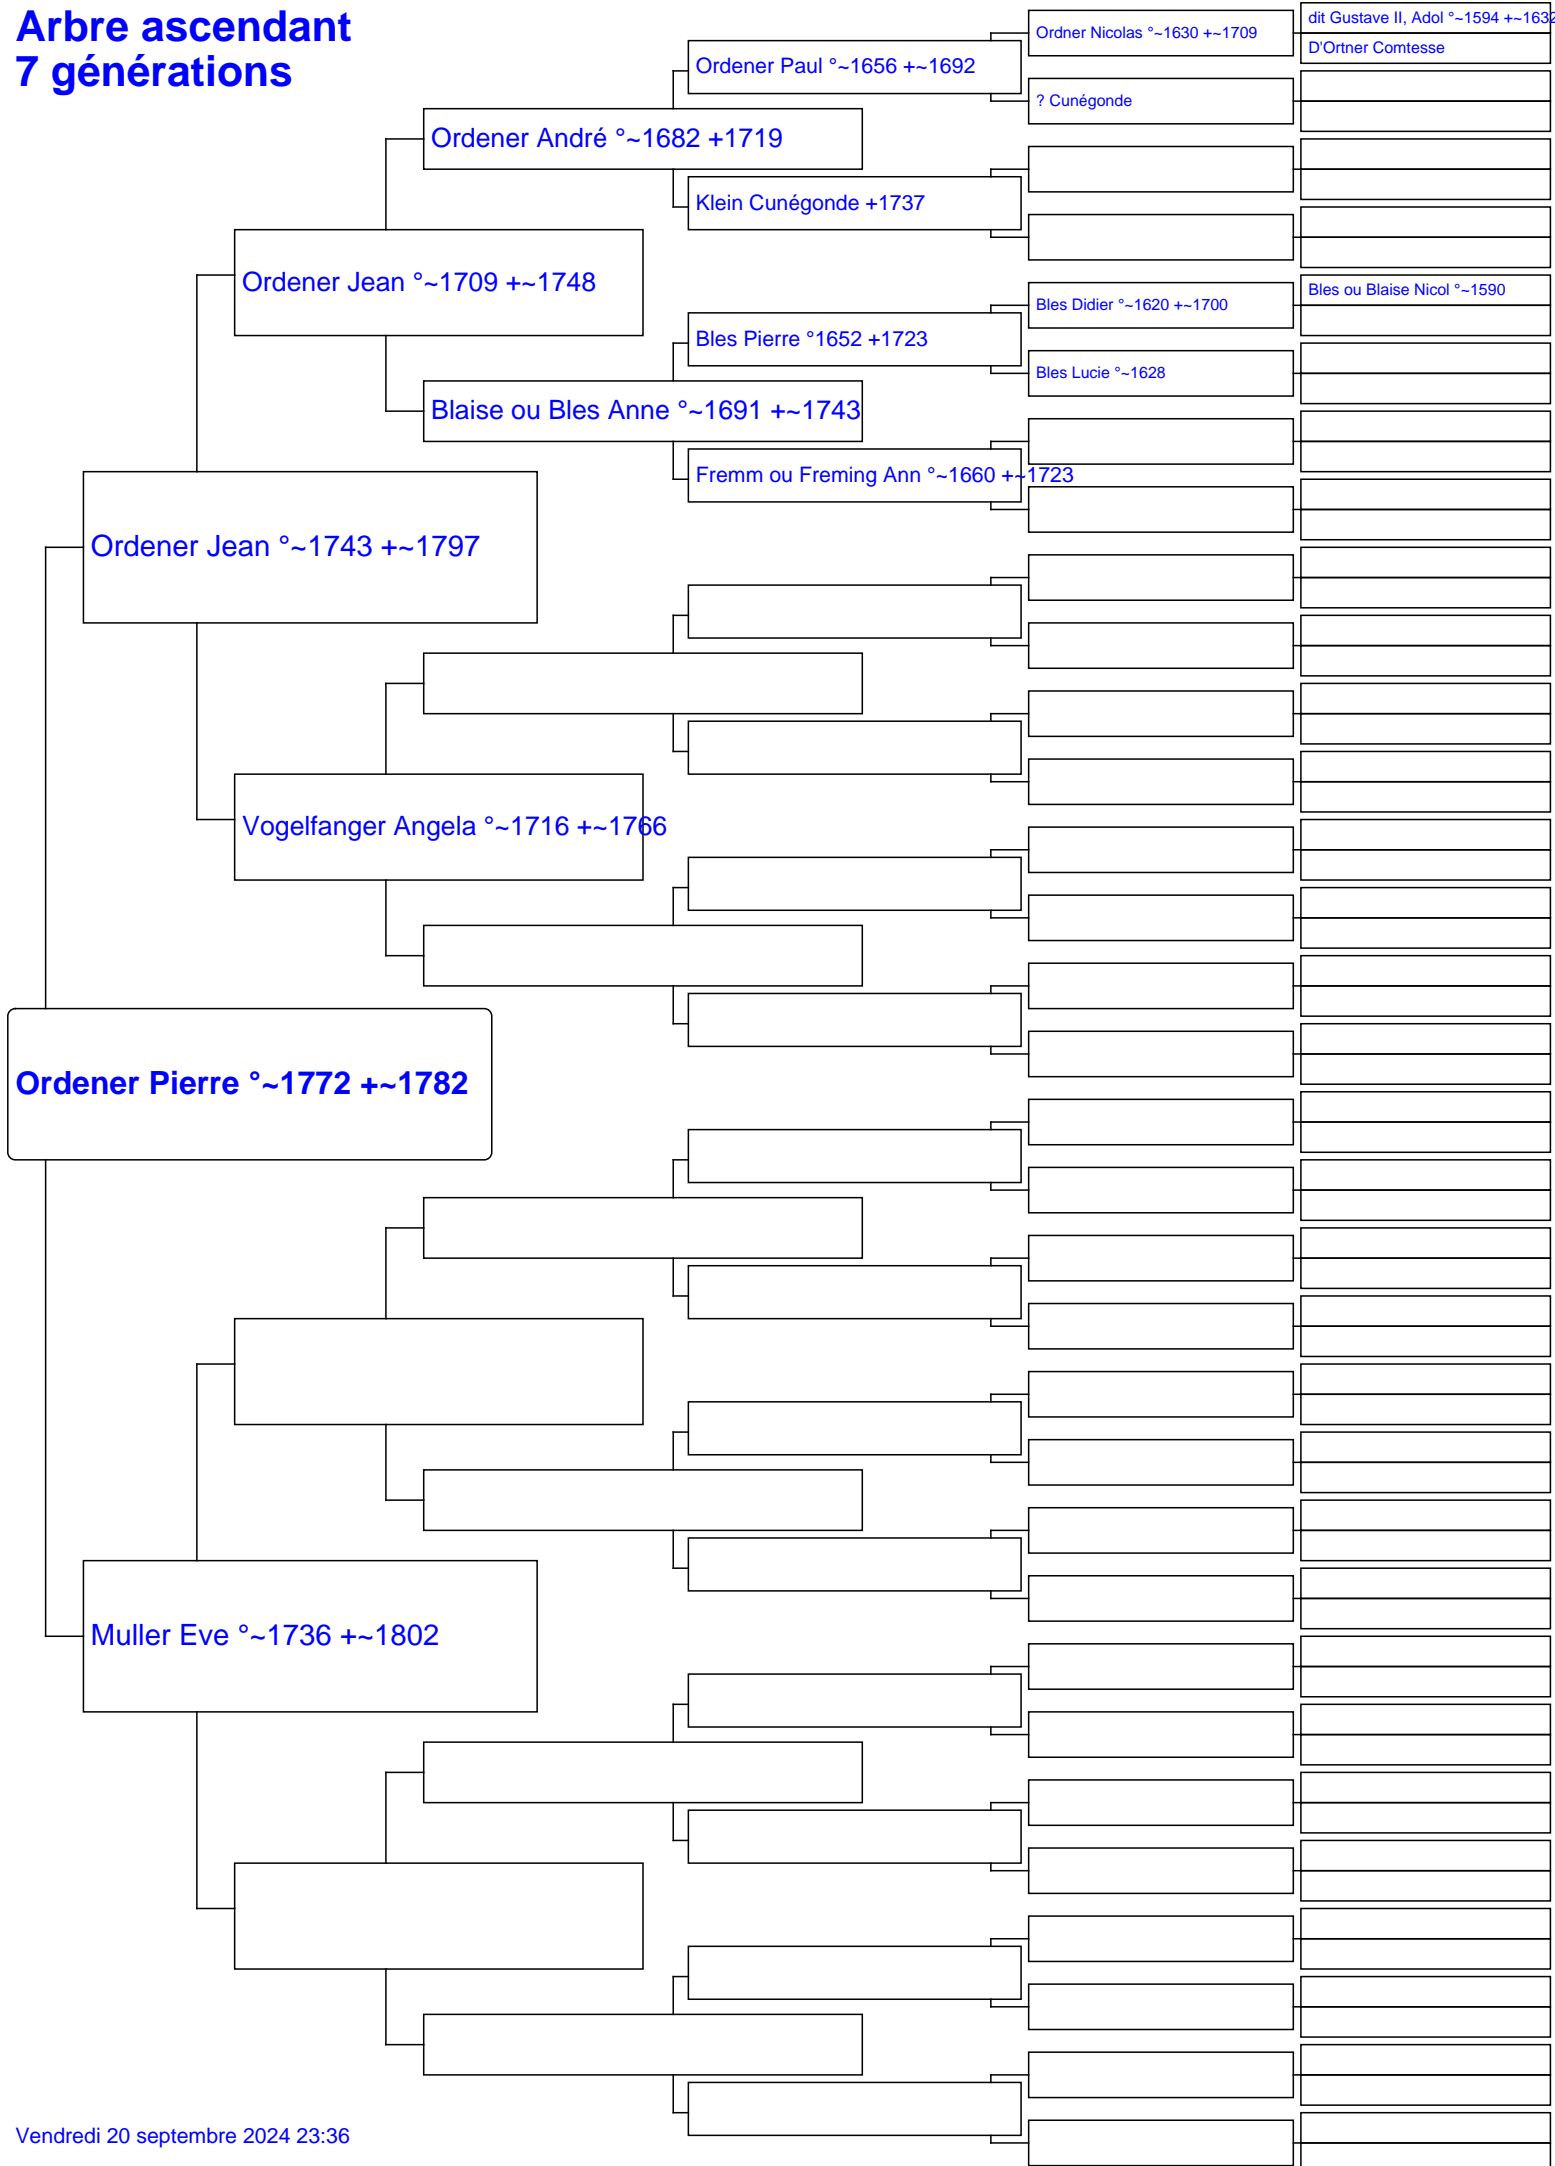 Arbre ascendant
7 générations
dit Gustave II, Adol °~1594 +~1632
Ordner Nicolas °~1630 +~1709
D'Ortner Comtesse
Ordener Paul °~1656 +~1692
? Cunégonde
Ordener André °~1682 +1719
Klein Cunégonde +1737
Ordener Jean °~1709 +~1748
Bles ou Blaise Nicol °~1590
Bles Didier °~1620 +~1700
Bles Pierre °1652 +1723
Bles Lucie °~1628
Blaise ou Bles Anne °~1691 +~1743
Fremm ou Freming Ann °~1660 +~1723
Ordener Jean °~1743 +~1797
Vogelfanger Angela °~1716 +~1766
Ordener Pierre °~1772 +~1782
Muller Eve °~1736 +~1802
Vendredi 20 septembre 2024 23:36